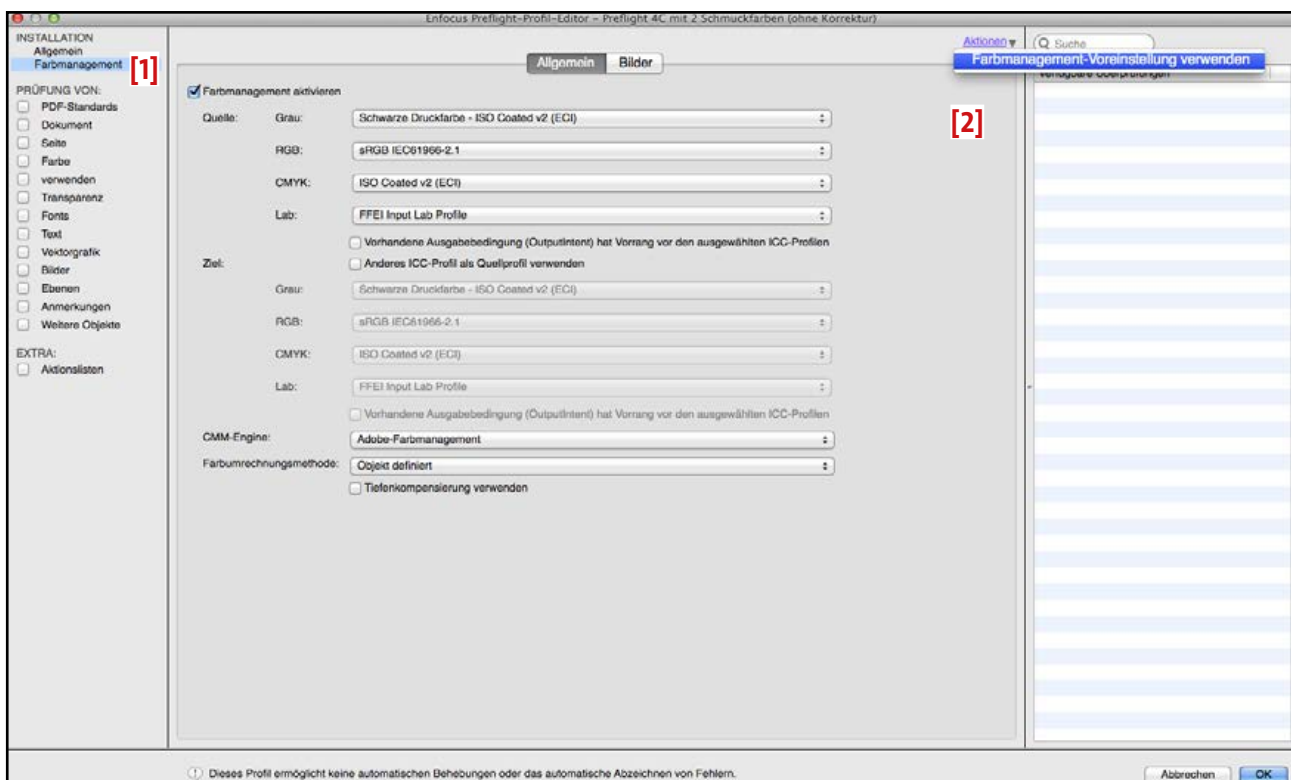 Enfocus Preflight-Profil-Editor – Preflight 4C mit 2 Schmuckfarben (ohne Korrektur)
INSTALLATION
Allgemein
Farbmanagement
[1]
PRÜFUNG VON:
PDF-Standards
Dokument
Seite
Farbe
verwenden
Transparenz
Fonts
Text
Vektorgrafik
Bilder
Ebenen
Anmerkungen
Weitere Objekte
EXTRA:
Aktionslisten
Allgemein Bilder
Aktionen
Farbmanagement-Voreinstellung verwenden
[2]
Suche
Verfügbare Überprüfungen
Farbmanagement aktivieren
Quelle: Grau: Schwarze Druckfarbe - ISO Coated v2 (ECI)
RGB: sRGB IEC61966-2.1
CMYK: ISO Coated v2 (ECI)
Lab: FFEI Input Lab Profile
Vorhandene Ausgabebedingung (OutputIntent) hat Vorrang vor den ausgewählten ICC-Profilen
Ziel: Anderes ICC-Profil als Quellprofil verwenden
Grau: Schwarze Druckfarbe - ISO Coated v2 (ECI)
RGB: sRGB IEC61966-2.1
CMYK: ISO Coated v2 (ECI)
Lab: FFEI Input Lab Profile
Vorhandene Ausgabebedingung (OutputIntent) hat Vorrang vor den ausgewählten ICC-Profilen
CMM-Engine: Adobe-Farbmanagement
Farbumrechnungsmethode: Objekt definiert
Tiefenkompensierung verwenden
Dieses Profil ermöglicht keine automatischen Behebungen oder das automatische Abzeichnen von Fehlern.
Abbrechen OK